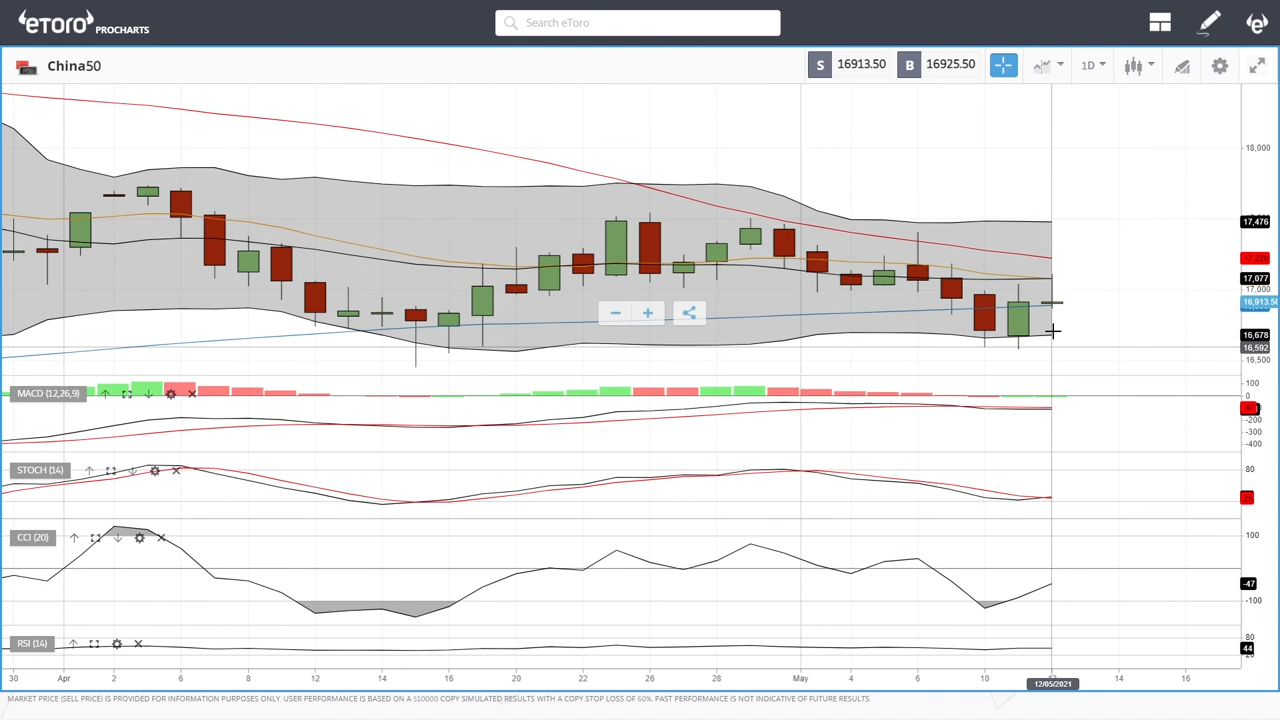 eToro PROCHARTS
Search eToro
China50
S 16913.50 B 16925.50
1D
18,000
17,476
17,077
17,000
16,913.50
16,678
16,592
16,500
MACD (12,26,9)
100
0
-200
-300
-400
STOCH (14)
80
25
CCI (20)
100
-47
-100
RSI (14)
80
44
30 Apr 2 6 8 12 14 16 20 22 26 28 May 4 6 10 14 16
12/05/2021
MARKET PRICE (SELL PRICE) IS PROVIDED FOR INFORMATION PURPOSES ONLY. USER PERFORMANCE IS BASED ON A $10000 COPY SIMULATED RESULTS WITH A COPY STOP LOSS OF 60%. PAST PERFORMANCE IS NOT INDICATIVE OF FUTURE RESULTS.